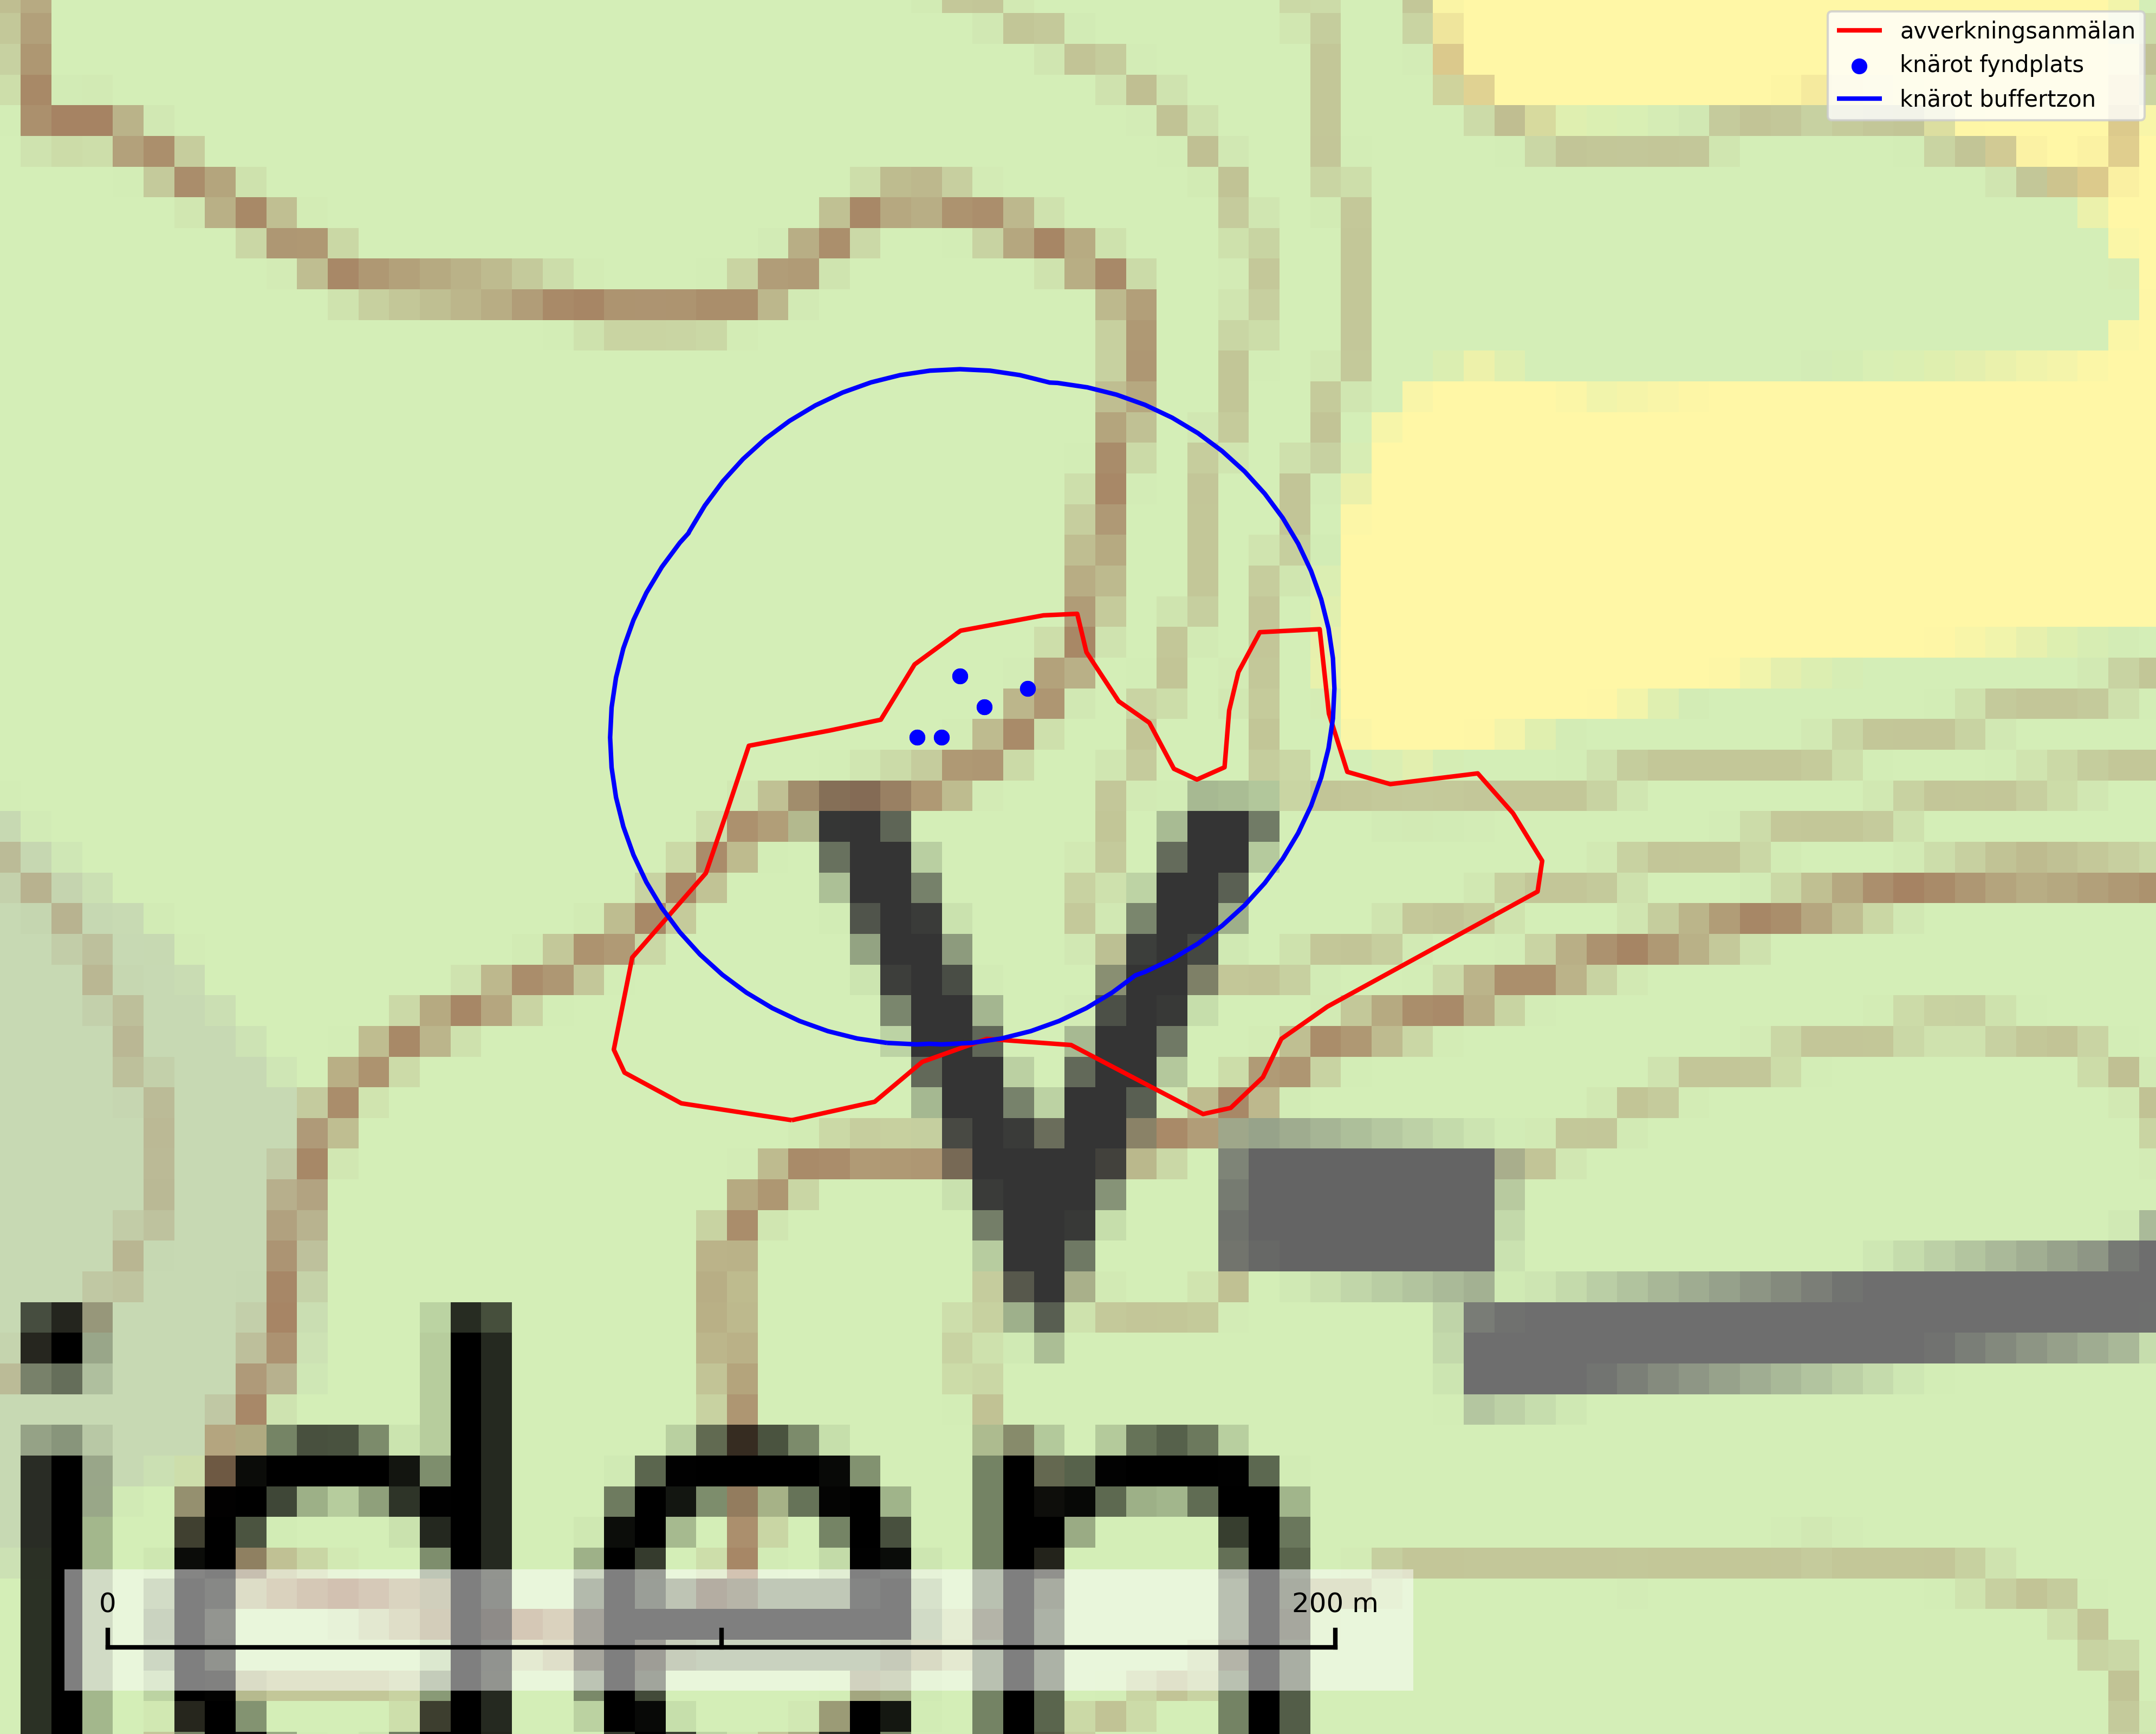 avverkningsanmälan
knärot fyndplats
knärot buffertzon
0 200 m